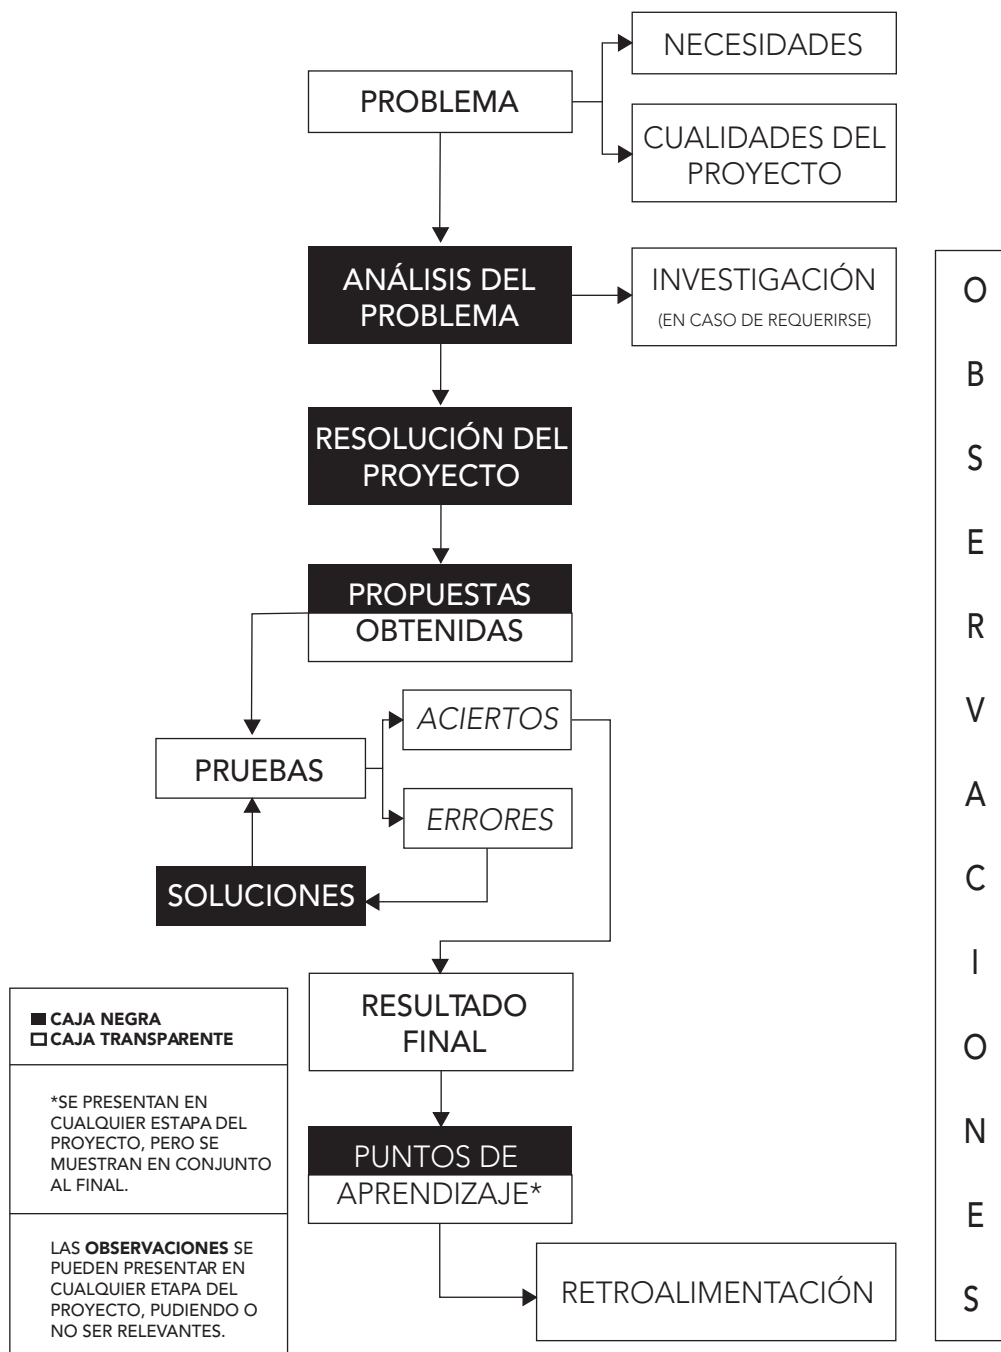 NECESIDADES
PROBLEMA
CUALIDADES DEL
PROYECTO
ANÁLISIS DEL
PROBLEMA
INVESTIGACIÓN
(EN CASO DE REQUERIRSE)
RESOLUCIÓN DEL
PROYECTO
PROPUESTAS
OBTENIDAS
ACIERTOS
PRUEBAS
ERRORES
SOLUCIONES
RESULTADO
FINAL
PUNTOS DE
APRENDIZAJE*
RETROALIMENTACIÓN
CAJA NEGRA
CAJA TRANSPARENTE
*SE PRESENTAN EN
CUALQUIER ESTAPA DEL
PROYECTO, PERO SE
MUESTRAN EN CONJUNTO
AL FINAL.
LAS OBSERVACIONES SE
PUEDEN PRESENTAR EN
CUALQUIER ETAPA DEL
PROYECTO, PUDIENDO O
NO SER RELEVANTES.
OBSERVACIONES